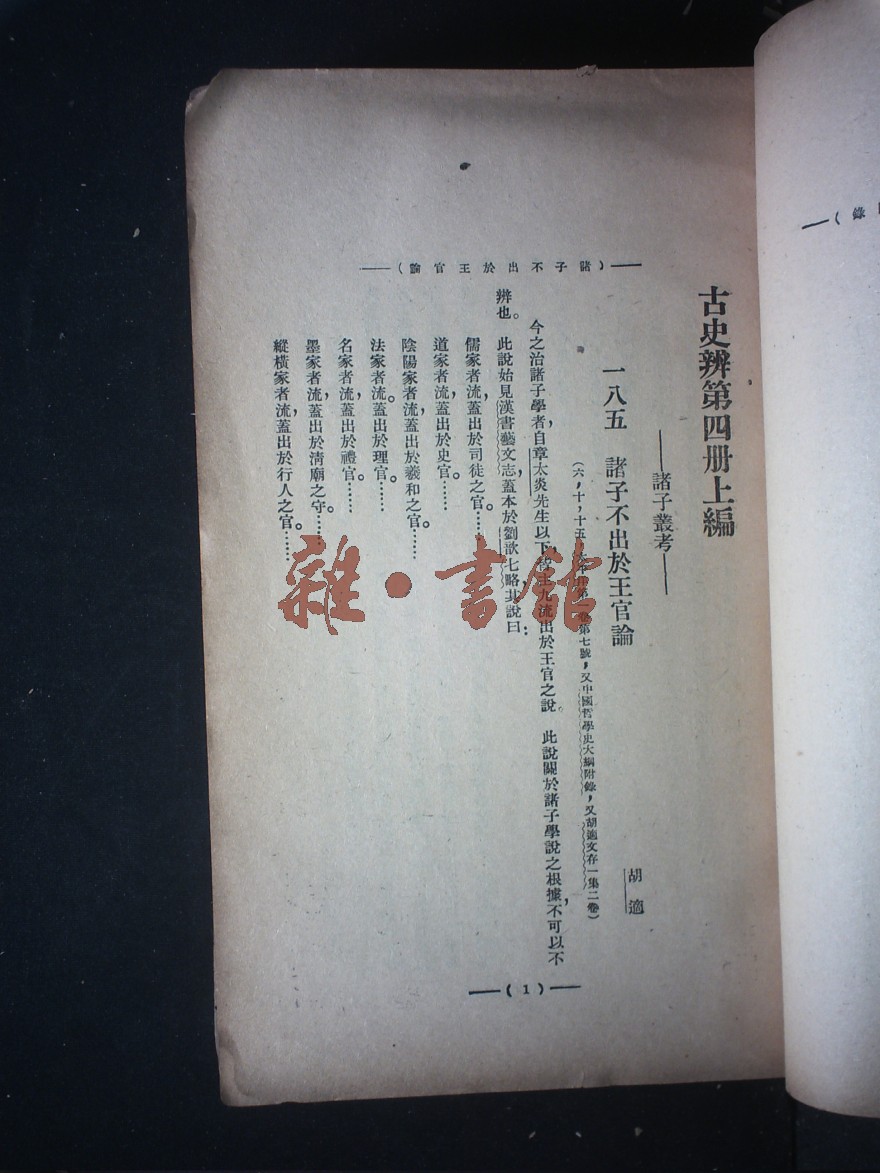 古史辨第四册上編
——諸子叢考——
一八五 諸子不出於王官論
胡適
(六,十,十五, 第七號,又中國哲學史大綱附錄,又胡適文存一集二卷)
今之治諸子學者,自章太炎先生以下,皆主九流出於王官之說。此說關於諸子學說之根據,不可以不
辨也。此說始見漢書藝文志,蓋本於劉歆七略,其說曰:
儒家者流,蓋出於司徒之官。……
道家者流,蓋出於史官。……
陰陽家者流,蓋出於羲和之官。……
法家者流,蓋出於理官。……
名家者流,蓋出於禮官。……
墨家者流,蓋出於清廟之守。……
縱橫家者流,蓋出於行人之官。……
——(諸子不出於王官論)——
——(1)——
—(錄
雜·書館